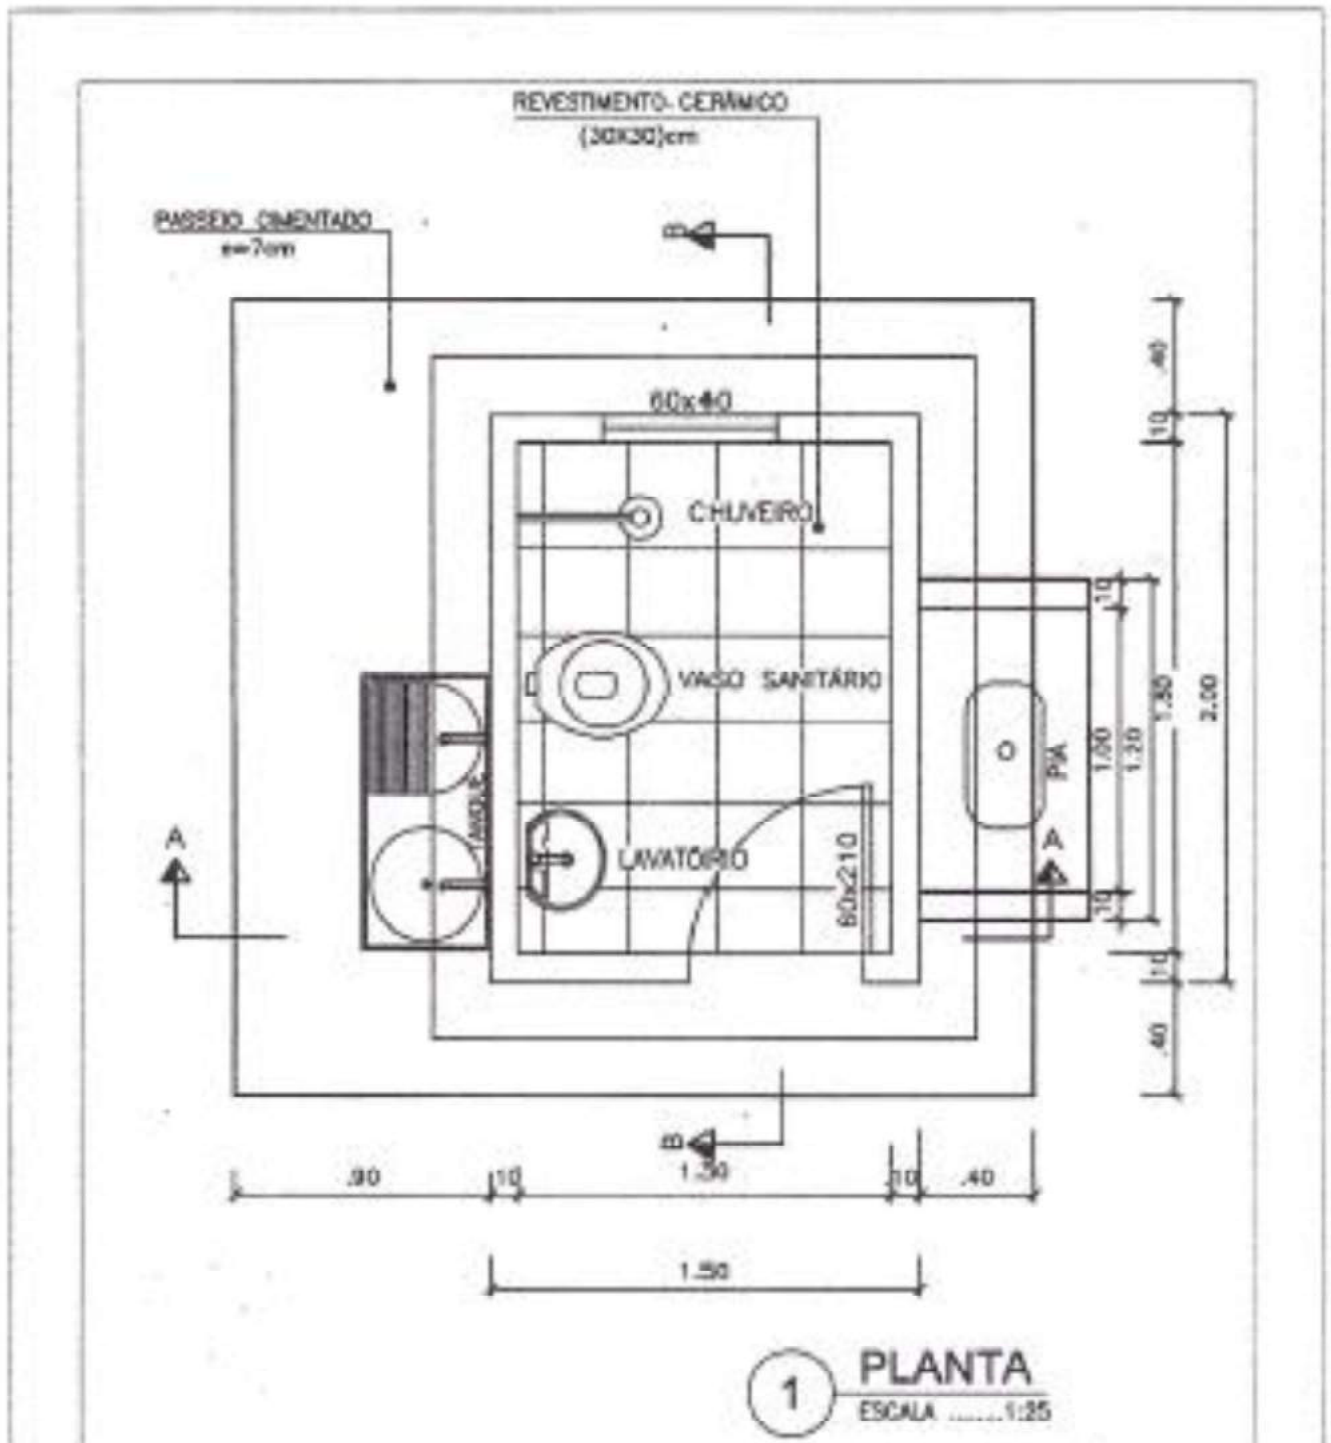 REVESTIMENTO CERÂMICO
(30X30)cm
PASSEIO CIMENTADO
e=7cm
B
60x40
CHUVEIRO
VASO SANITÁRIO
TANQUE
LAVATÓRIO
60x210
PIA
A
A
B
.40
10
10
1.80
2.00
1.00
1.20
10
10
.40
.90
10
1.30
10
.40
1.50
1
PLANTA
ESCALA .......1:25